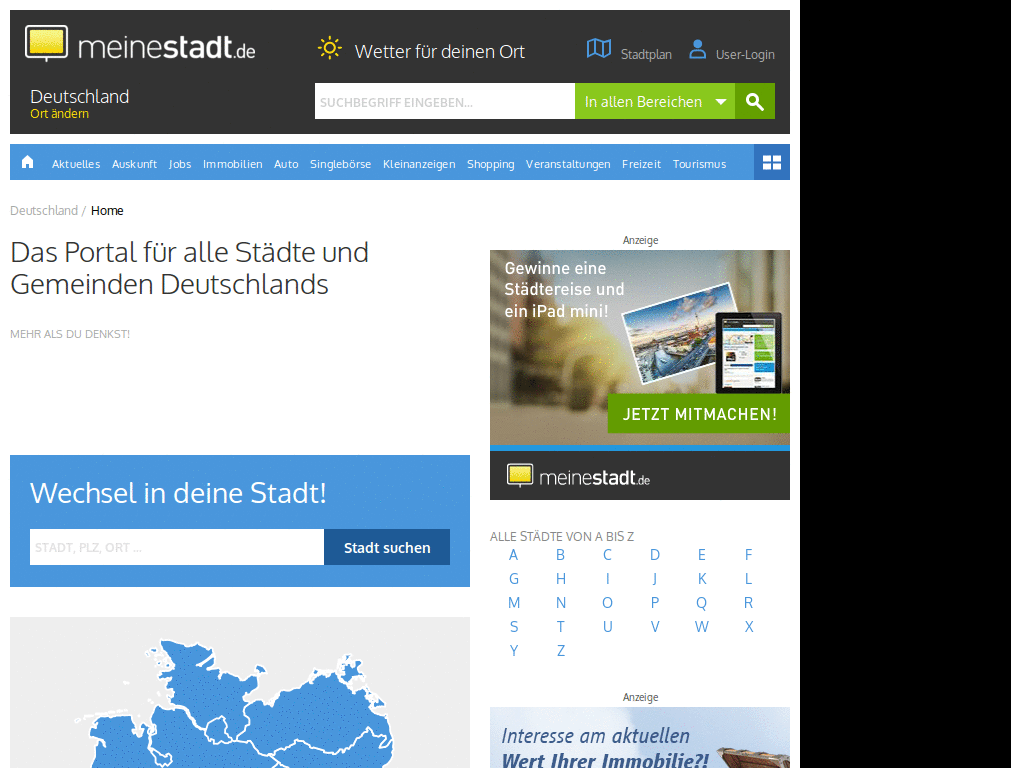 meinestadt.de
Wetter für deinen Ort
Stadtplan
User-Login
Deutschland
Ort ändern
SUCHBEGRIFF EINGEBEN...
In allen Bereichen
Aktuelles Auskunft Jobs Immobilien Auto Singlebörse Kleinanzeigen Shopping Veranstaltungen Freizeit Tourismus
Deutschland / Home
Das Portal für alle Städte und
Gemeinden Deutschlands
MEHR ALS DU DENKST!
Wechsel in deine Stadt!
STADT, PLZ, ORT ...
Stadt suchen
Anzeige
Gewinne eine
Städtereise und
ein iPad mini!
JETZT MITMACHEN!
meinestadt.de
ALLE STÄDTE VON A BIS Z
A B C D E F
G H I J K L
M N O P Q R
S T U V W X
Y Z
Anzeige
Interesse am aktuellen
Wert Ihrer Immobilie?!